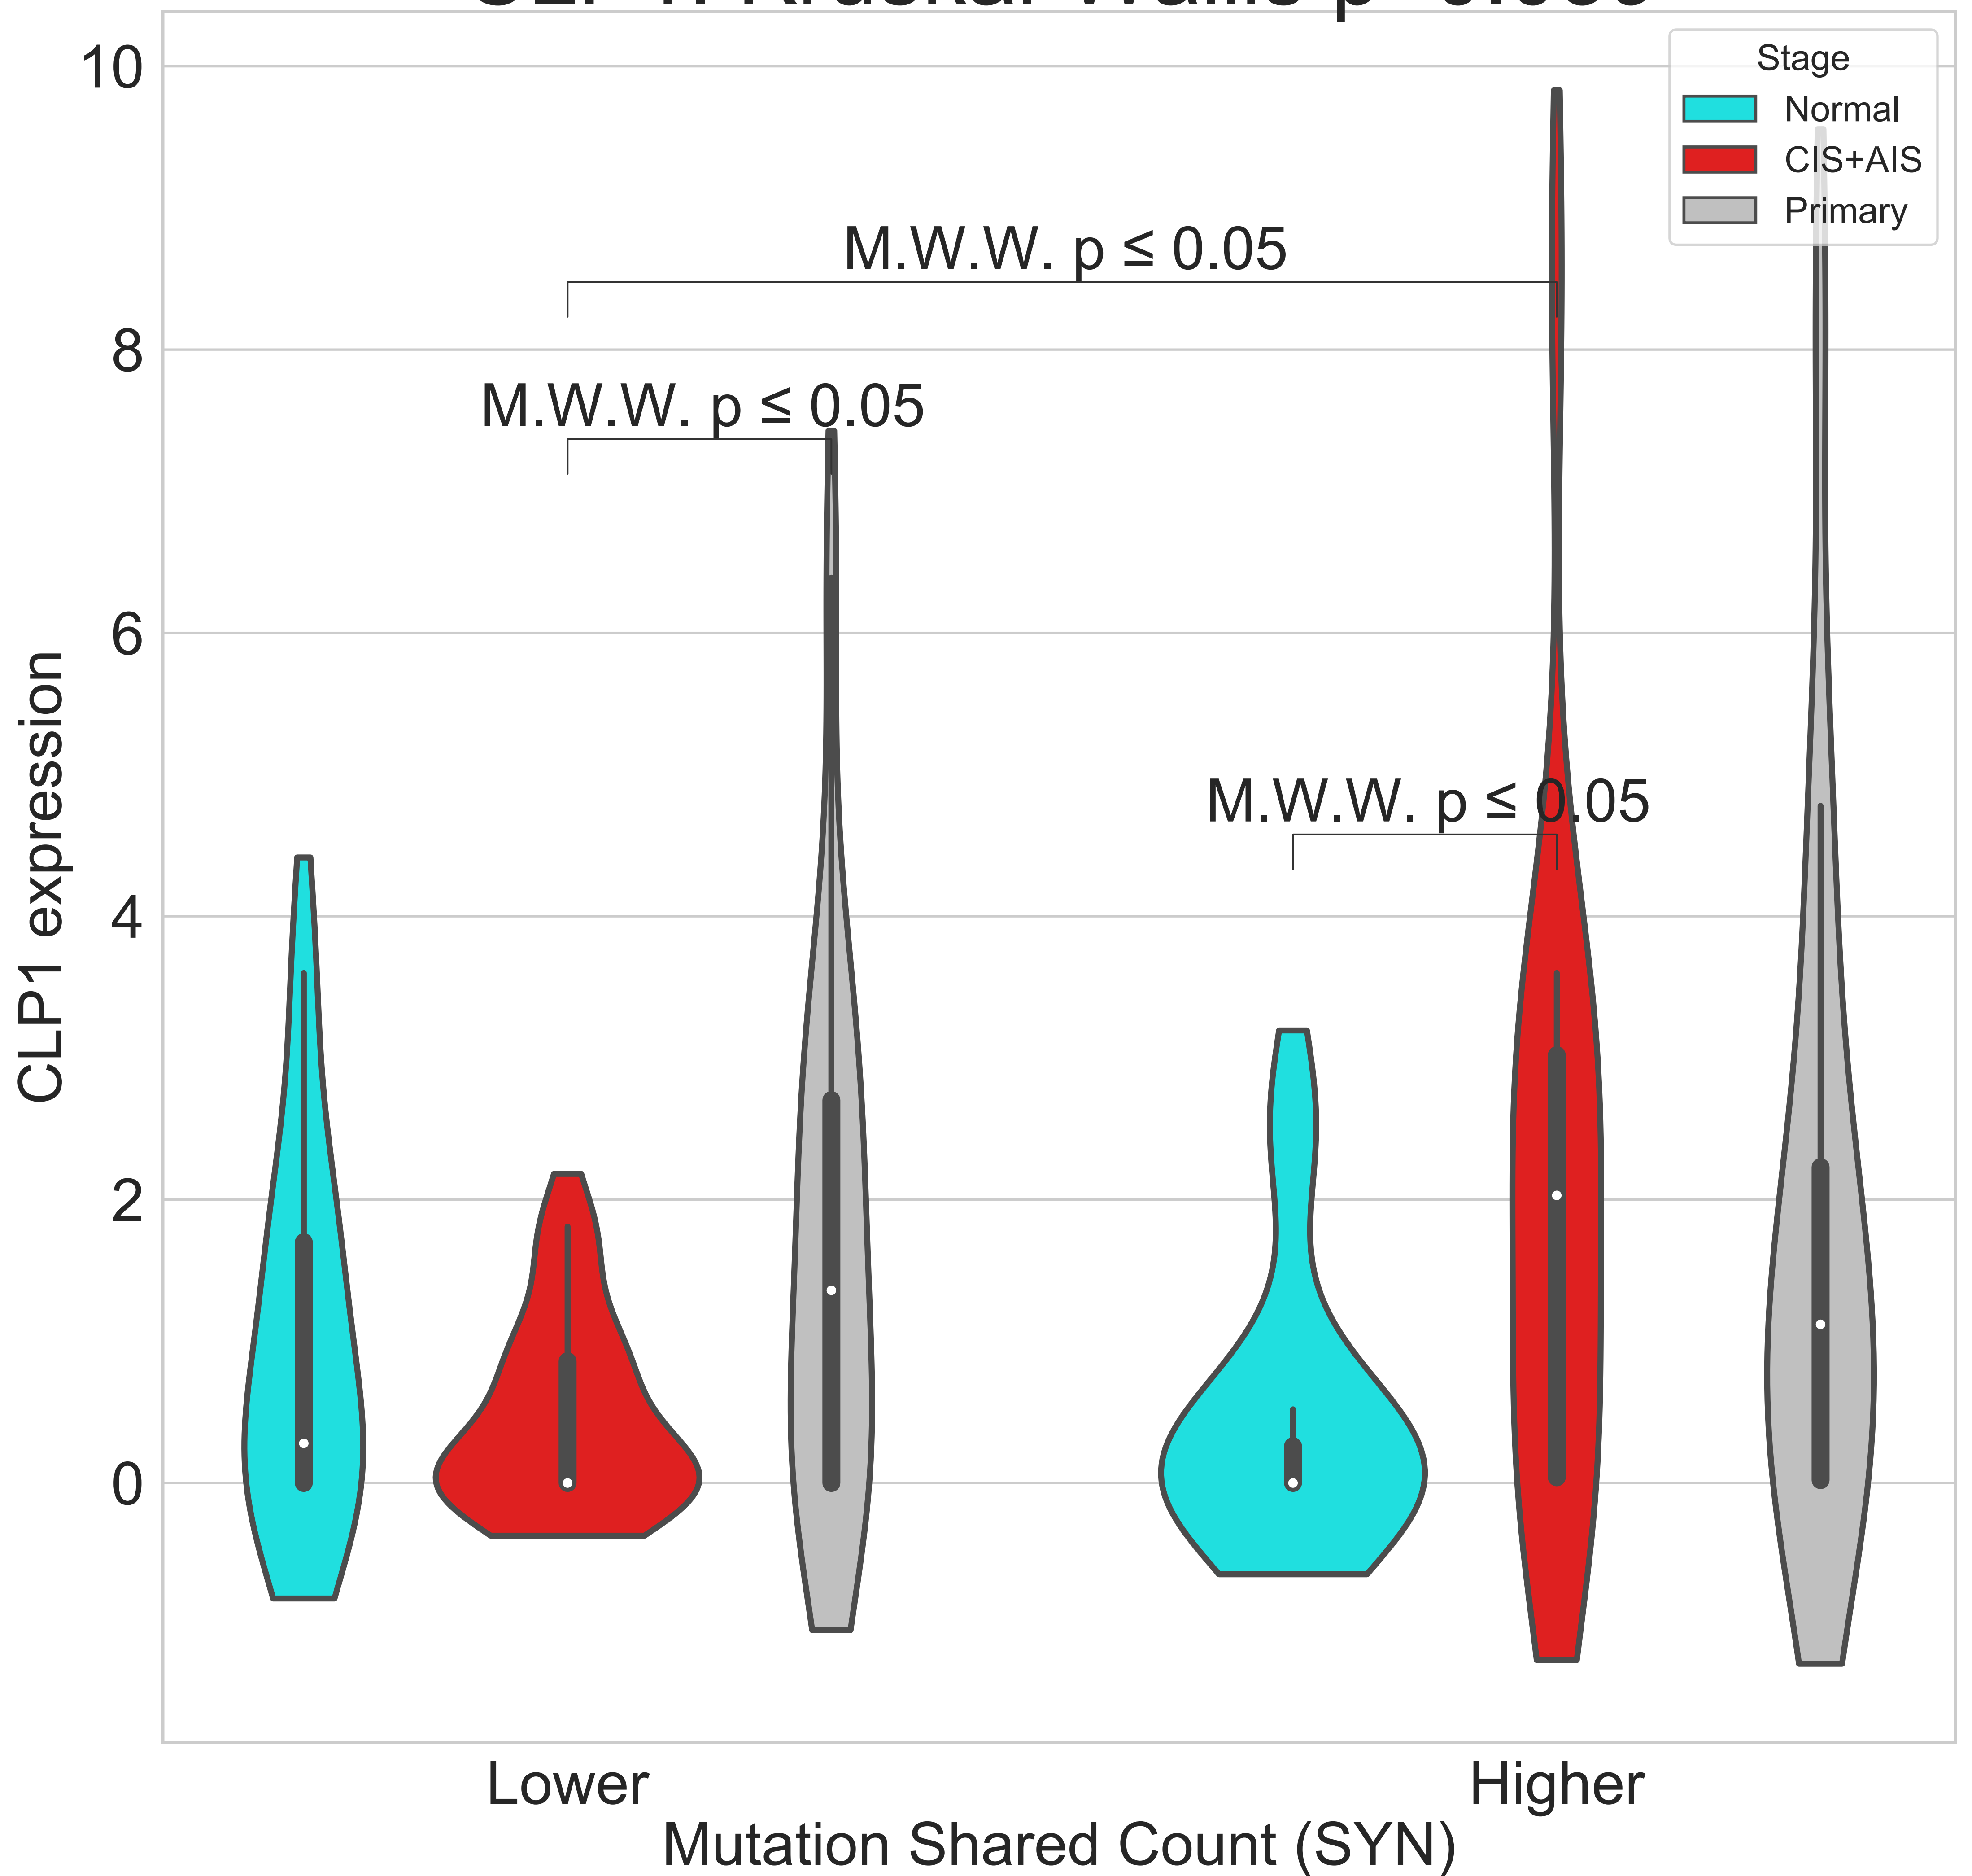 10
8
6
4
2
0
CLP1 expression
Stage
Normal
CIS+AIS
Primary
M.W.W. p ≤ 0.05
M.W.W. p ≤ 0.05
M.W.W. p ≤ 0.05
Lower
Higher
Mutation Shared Count (SYN)